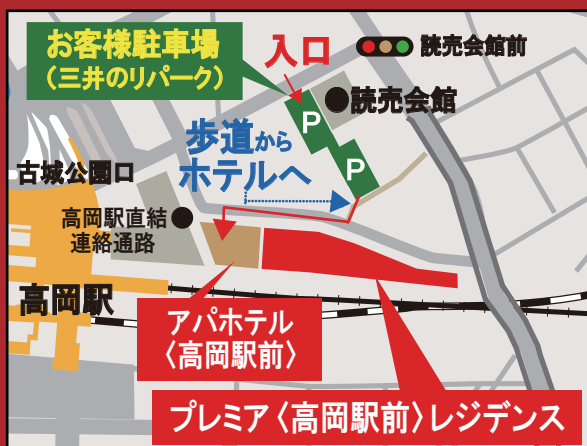 お客様駐車場
（三井のリパーク）
入口
読売会館前
P
読売会館
歩道から
ホテルへ
P
古城公園口
高岡駅直結
連絡通路
高岡駅
アパホテル
〈高岡駅前〉
プレミア〈高岡駅前〉レジデンス